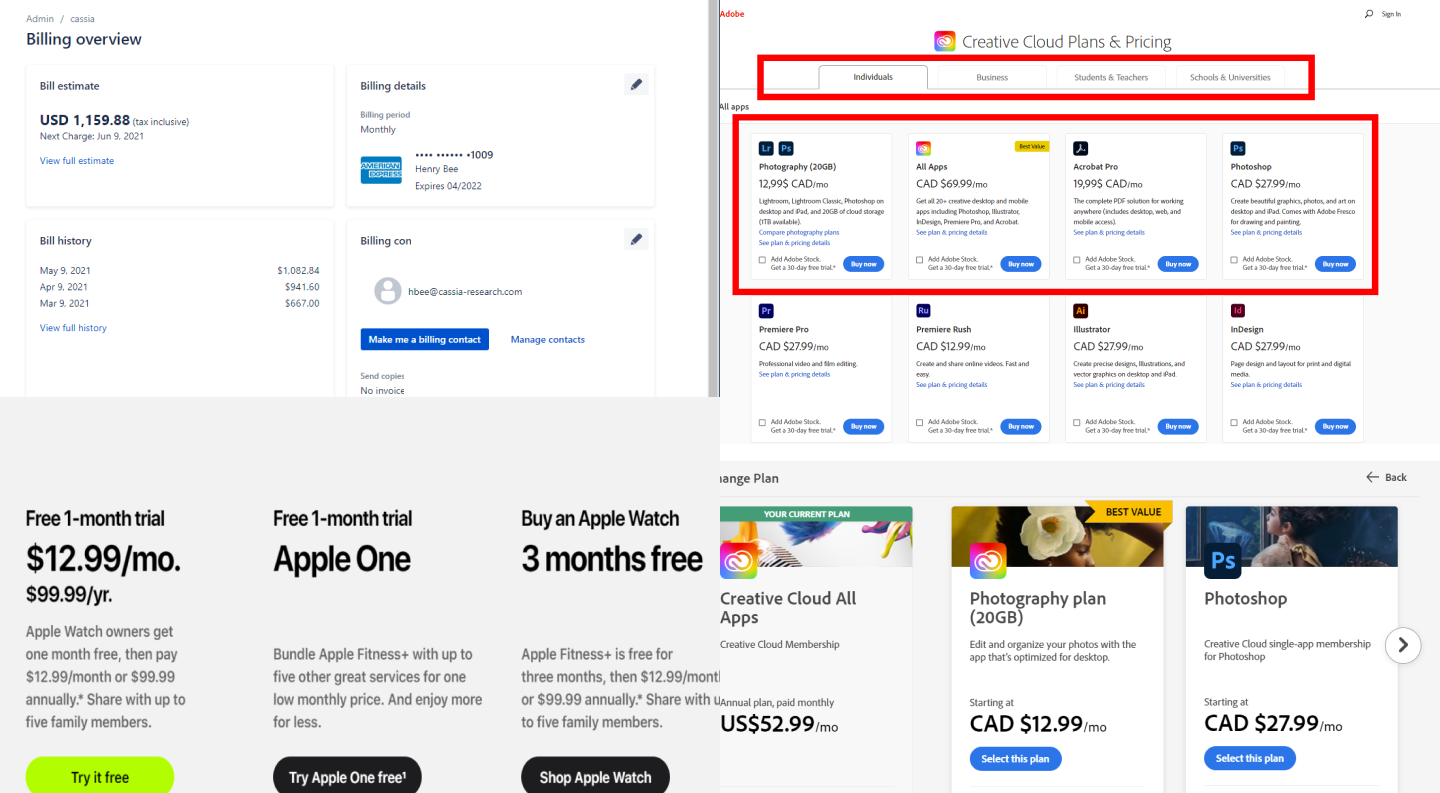 Admin / cassia
Billing overview
Bill estimate
USD 1,159.88 (tax inclusive)
Next Charge: Jun 9, 2021
View full estimate
Billing details
Billing period
Monthly
AMERICAN
EXPRESS
•••• •••••• •1009
Henry Bee
Expires 04/2022
Bill history
May 9, 2021 $1,082.84
Apr 9, 2021 $941.60
Mar 9, 2021 $667.00
View full history
Billing con
hbee@cassia-research.com
Make me a billing contact
Manage contacts
Send copies
No invoice
Adobe
Sign In
Creative Cloud Plans & Pricing
Individuals
Business
Students & Teachers
Schools & Universities
All apps
Lr Ps
Photography (20GB)
12,99$ CAD/mo
Lightroom, Lightroom Classic, Photoshop on
desktop and iPad, and 20GB of cloud storage
(1TB available).
Compare photography plans
See plan & pricing details
Add Adobe Stock.
Get a 30-day free trial.*
Buy now
Best Value
All Apps
CAD $69.99/mo
Get all 20+ creative desktop and mobile
apps including Photoshop, Illustrator,
InDesign, Premiere Pro, and Acrobat.
See plan & pricing details
Add Adobe Stock.
Get a 30-day free trial.*
Buy now
Acrobat Pro
19,99$ CAD/mo
The complete PDF solution for working
anywhere (includes desktop, web, and
mobile access).
See plan & pricing details
Add Adobe Stock.
Get a 30-day free trial.*
Buy now
Ps
Photoshop
CAD $27.99/mo
Create beautiful graphics, photos, and art on
desktop and iPad. Comes with Adobe Fresco
for drawing and painting.
See plan & pricing details
Add Adobe Stock.
Get a 30-day free trial.*
Buy now
Pr
Premiere Pro
CAD $27.99/mo
Professional video and film editing.
See plan & pricing details
Add Adobe Stock.
Get a 30-day free trial.*
Buy now
Ru
Premiere Rush
CAD $12.99/mo
Create and share online videos. Fast and
easy.
See plan & pricing details
Add Adobe Stock.
Get a 30-day free trial.*
Buy now
Ai
Illustrator
CAD $27.99/mo
Create precise designs, illustrations, and
vector graphics on desktop and iPad.
See plan & pricing details
Add Adobe Stock.
Get a 30-day free trial.*
Buy now
Id
InDesign
CAD $27.99/mo
Page design and layout for print and digital
media.
See plan & pricing details
Add Adobe Stock.
Get a 30-day free trial.*
Buy now
Free 1-month trial
$12.99/mo.
$99.99/yr.
Apple Watch owners get
one month free, then pay
$12.99/month or $99.99
annually.* Share with up to
five family members.
Try it free
Free 1-month trial
Apple One
Bundle Apple Fitness+ with up to
five other great services for one
low monthly price. And enjoy more
for less.
Try Apple One free¹
Buy an Apple Watch
3 months free
Apple Fitness+ is free for
three months, then $12.99/month
or $99.99 annually.* Share with u
to five family members.
Shop Apple Watch
hange Plan
Back
YOUR CURRENT PLAN
Creative Cloud All
Apps
Creative Cloud Membership
Annual plan, paid monthly
US$52.99/mo
BEST VALUE
Photography plan
(20GB)
Edit and organize your photos with the
app that's optimized for desktop.
Starting at
CAD $12.99/mo
Select this plan
Ps
Photoshop
Creative Cloud single-app membership
for Photoshop
Starting at
CAD $27.99/mo
Select this plan